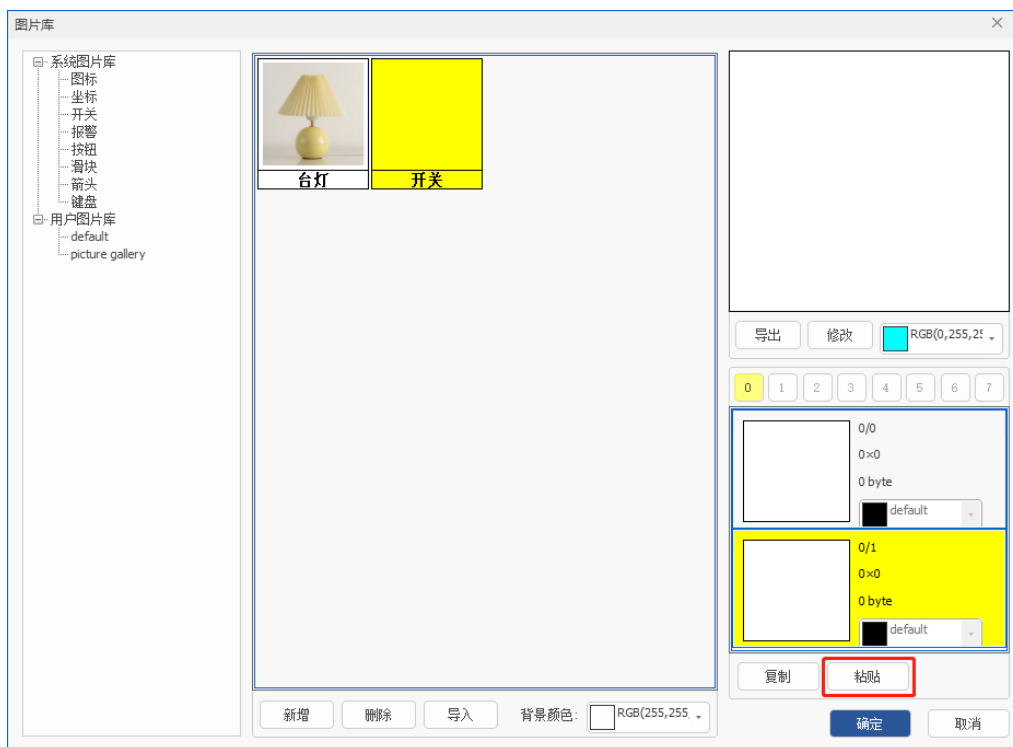 图片库
系统图片库
图标
坐标
开关
报警
按钮
滑块
箭头
键盘
用户图片库
default
picture gallery
台灯
开关
新增
删除
导入
背景颜色:
RGB(255,255,
导出
修改
RGB(0,255,25
0 1 2 3 4 5 6 7
0/0
0×0
0 byte
default
0/1
0×0
0 byte
default
复制
粘贴
确定
取消